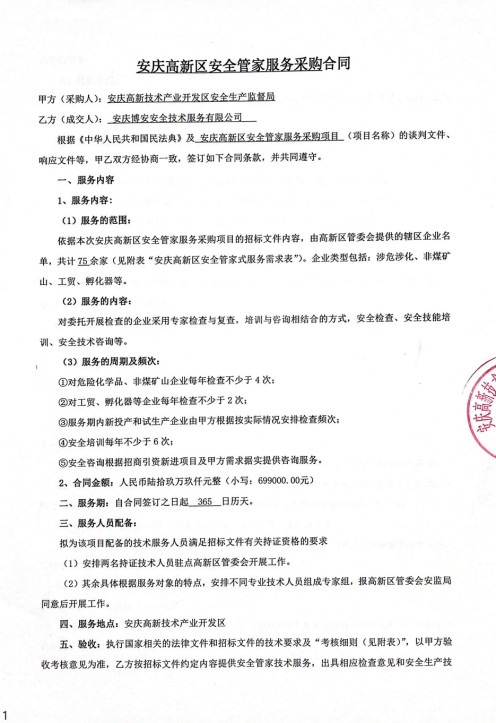 安庆高新区安全管家服务采购合同
甲方（采购人）：安庆高新技术产业开发区安全生产监督局
乙方（成交人）：安庆博安安全技术服务有限公司
根据《中华人民共和国民法典》及 安庆高新区安全管家服务采购项目 （项目名称）的谈判文件、
响应文件等，甲乙双方经协商一致，签订如下合同条款，并共同遵守。
一、服务内容
1、服务内容：
（1）服务的范围：
依据本次安庆高新区安全管家服务采购项目的招标文件内容，由高新区管委会提供的辖区企业名
单，共计 75 余家（见附表“安庆高新区安全管家式服务需求表”）。企业类型包括：涉危涉化、非煤矿
山、工贸、孵化器等。
（2）服务的内容：
对委托开展检查的企业采用专家检查与复查，培训与咨询相结合的方式，安全检查、安全技能培
训、安全技术咨询等。
（3）服务的周期及频次：
①对危险化学品、非煤矿山企业每年检查不少于 4 次；
②对工贸、孵化器等企业每年检查不少于 2 次；
③服务期内新投产和试生产企业由甲方根据按实际情况安排检查频次；
④安全培训每年不少于 6 次；
⑤安全咨询根据招商引资新进项目及甲方需求据实提供咨询服务。
2、合同金额：人民币陆拾玖万玖仟元整（小写：699000.00元）
二、服务期：自合同签订之日起 365 日历天。
三、服务人员配备：
拟为该项目配备的技术服务人员满足招标文件有关持证资格的要求
（1）安排两名持证技术人员驻点高新区管委会开展工作。
（2）其余具体根据服务对象的特点，安排不同专业技术人员组成专家组，报高新区管委会安监局
同意后开展工作。
四、服务地点：安庆高新技术产业开发区
五、验收：执行国家相关的法律文件和招标文件的技术要求及“考核细则（见附表）”，以甲方验
收考核意见为准，乙方按招标文件约定内容提供安全管家技术服务，出具相应检查意见和安全生产技
安庆高新技术
1